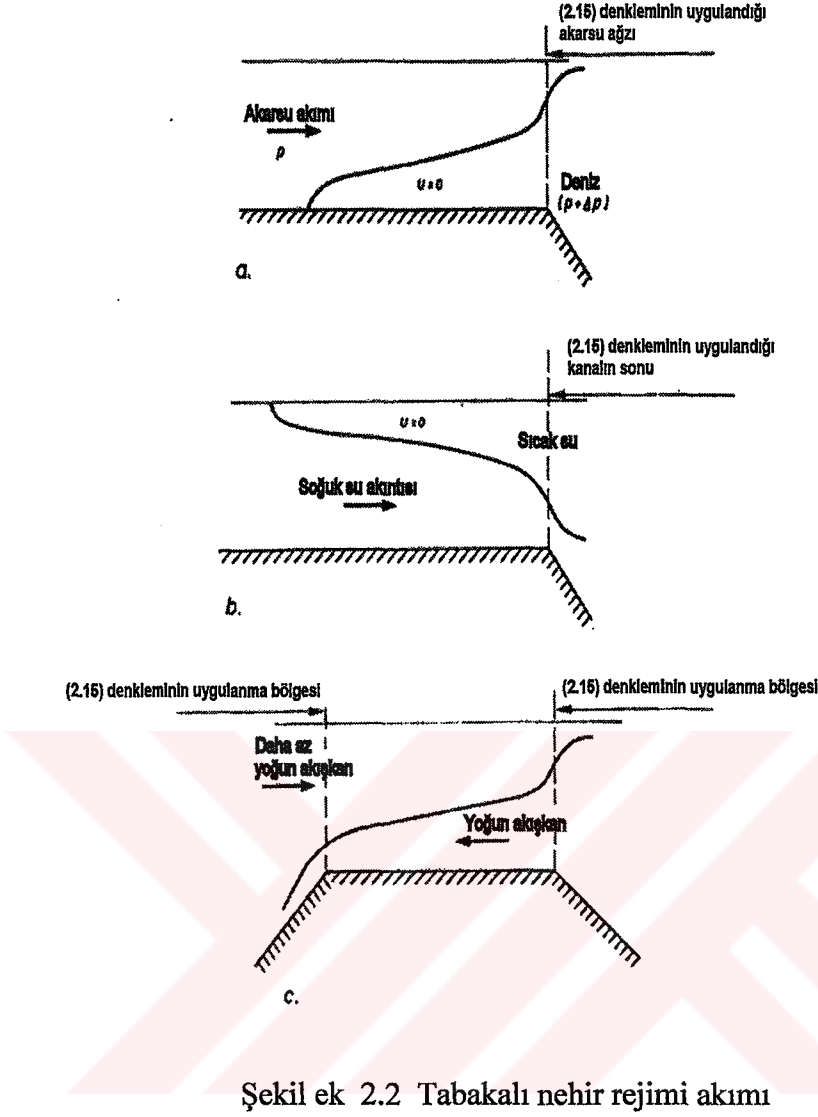 (2.15) denkleminin uygulandığı
akarsu ağzı
Akarsu akımı
p
u=0
Deniz
(p+Δp)
a.
(2.15) denkleminin uygulandığı
kanalın sonu
u=0
Sıcak su
Soğuk su akıntısı
b.
(2.15) denkleminin uygulanma bölgesi
(2.15) denkleminin uygulanma bölgesi
Daha az
yoğun akışkan
Yoğun akışkan
c.
Şekil ek 2.2 Tabakalı nehir rejimi akımı